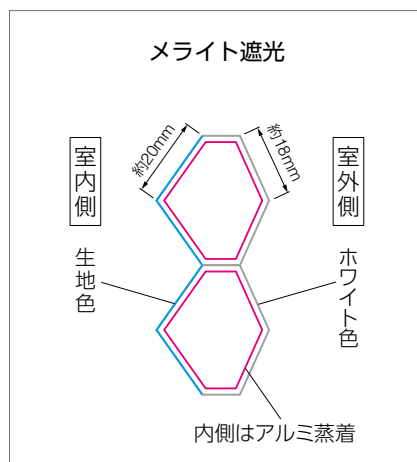 メライト遮光
約20mm
約18mm
室内側
室外側
生地色
ホワイト色
内側はアルミ蒸着